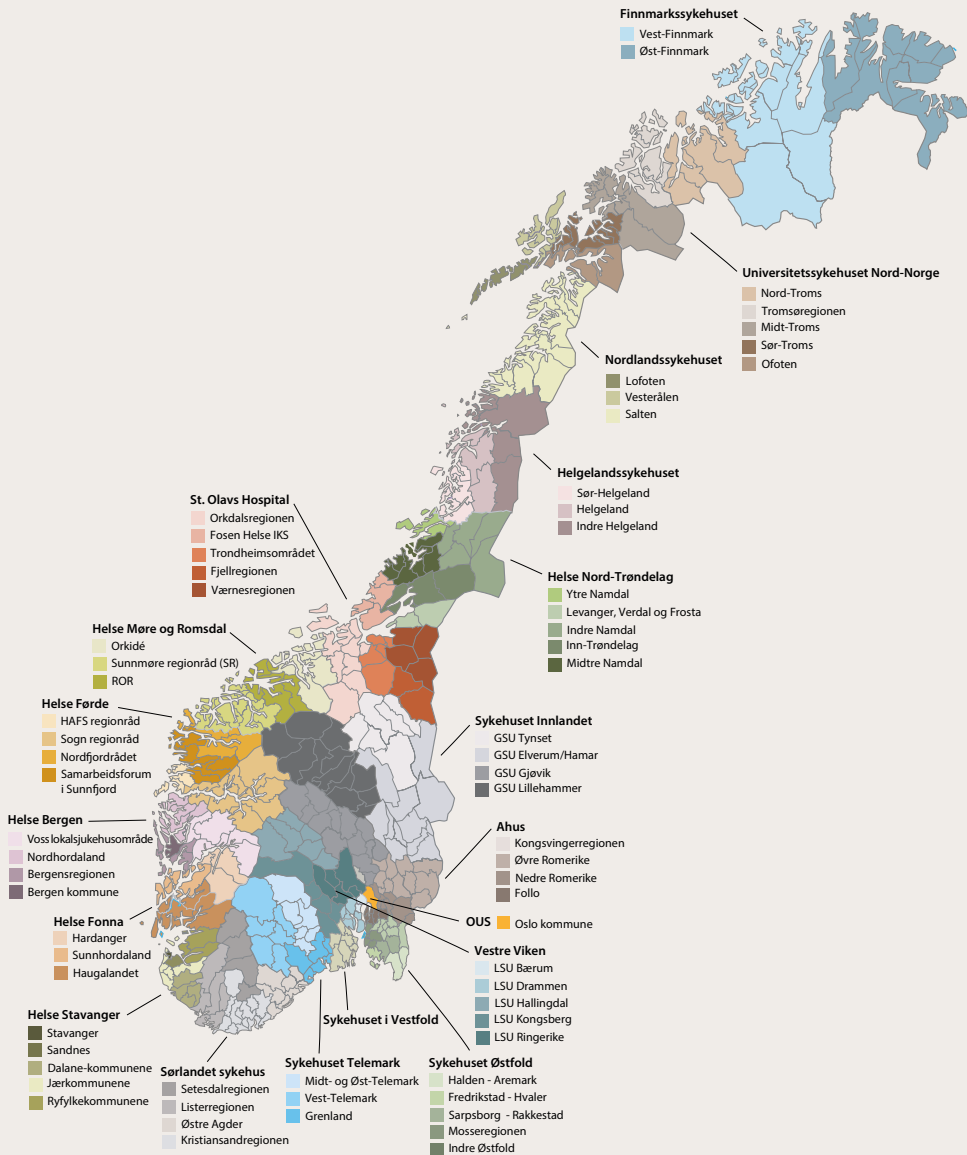 Finnmarkssykehuset
Vest-Finnmark
Øst-Finnmark
Universitetssykehuset Nord-Norge
Nord-Troms
Tromsøregionen
Midt-Troms
Sør-Troms
Ofoten
Nordlandssykehuset
Lofoten
Vesterålen
Salten
Helgelandssykehuset
Sør-Helgeland
Helgeland
Indre Helgeland
St. Olavs Hospital
Orkdalsregionen
Fosen Helse IKS
Trondheimsområdet
Fjellregionen
Værnesregionen
Helse Nord-Trøndelag
Ytre Namdal
Levanger, Verdal og Frosta
Indre Namdal
Inn-Trøndelag
Midtre Namdal
Helse Møre og Romsdal
Orkidé
Sunnmøre regionråd (SR)
ROR
Helse Førde
HAFS regionråd
Sogn regionråd
Nordfjordrådet
Samarbeidsforum
i Sunnfjord
Sykehuset Innlandet
GSU Tynset
GSU Elverum/Hamar
GSU Gjøvik
GSU Lillehammer
Helse Bergen
Voss lokalsjukehusområde
Nordhordaland
Bergensregionen
Bergen kommune
Ahus
Kongsvingerregionen
Øvre Romerike
Nedre Romerike
Follo
OUS
Oslo kommune
Helse Fonna
Hardanger
Sunnhordaland
Haugalandet
Vestre Viken
LSU Bærum
LSU Drammen
LSU Hallingdal
LSU Kongsberg
LSU Ringerike
Helse Stavanger
Stavanger
Sandnes
Dalane-kommunene
Jærkommunene
Ryfylkekommunene
Sykehuset i Vestfold
Sørlandet sykehus
Setesdalregionen
Listerregionen
Østre Agder
Kristiansandregionen
Sykehuset Telemark
Midt- og Øst-Telemark
Vest-Telemark
Grenland
Sykehuset Østfold
Halden - Aremark
Fredrikstad - Hvaler
Sarpsborg - Rakkestad
Mosseregionen
Indre Østfold